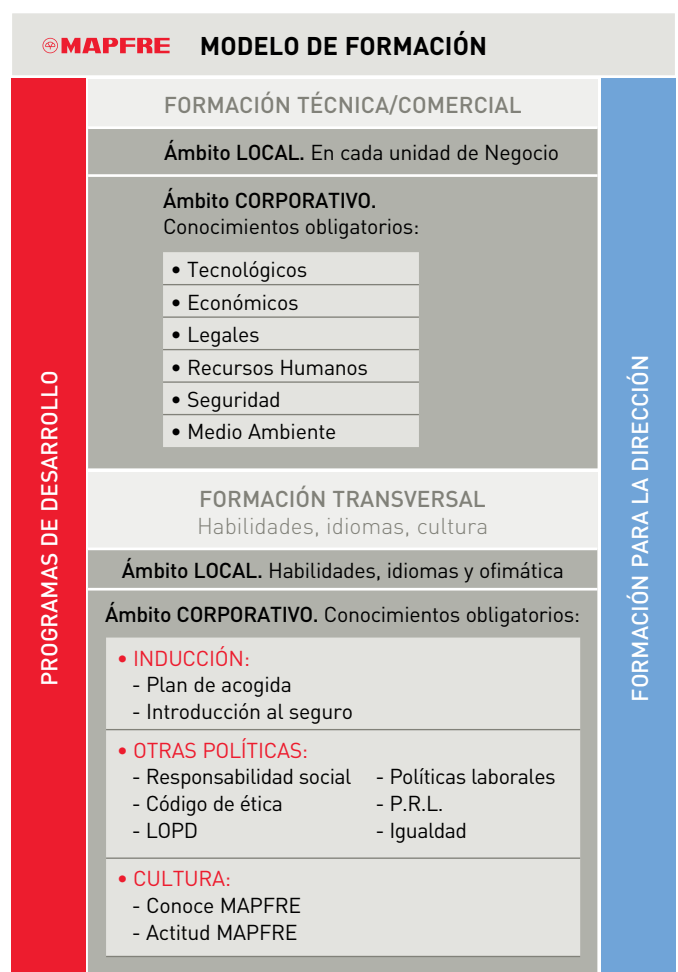 MAPFRE MODELO DE FORMACIÓN
PROGRAMAS DE DESARROLLO
FORMACIÓN TÉCNICA/COMERCIAL
Ámbito LOCAL. En cada unidad de Negocio
Ámbito CORPORATIVO.
Conocimientos obligatorios:
• Tecnológicos
• Económicos
• Legales
• Recursos Humanos
• Seguridad
• Medio Ambiente
FORMACIÓN TRANSVERSAL
Habilidades, idiomas, cultura
Ámbito LOCAL. Habilidades, idiomas y ofimática
Ámbito CORPORATIVO. Conocimientos obligatorios:
• INDUCCIÓN:
- Plan de acogida
- Introducción al seguro
• OTRAS POLÍTICAS:
- Responsabilidad social - Políticas laborales
- Código de ética - P.R.L.
- LOPD - Igualdad
• CULTURA:
- Conoce MAPFRE
- Actitud MAPFRE
FORMACIÓN PARA LA DIRECCIÓN